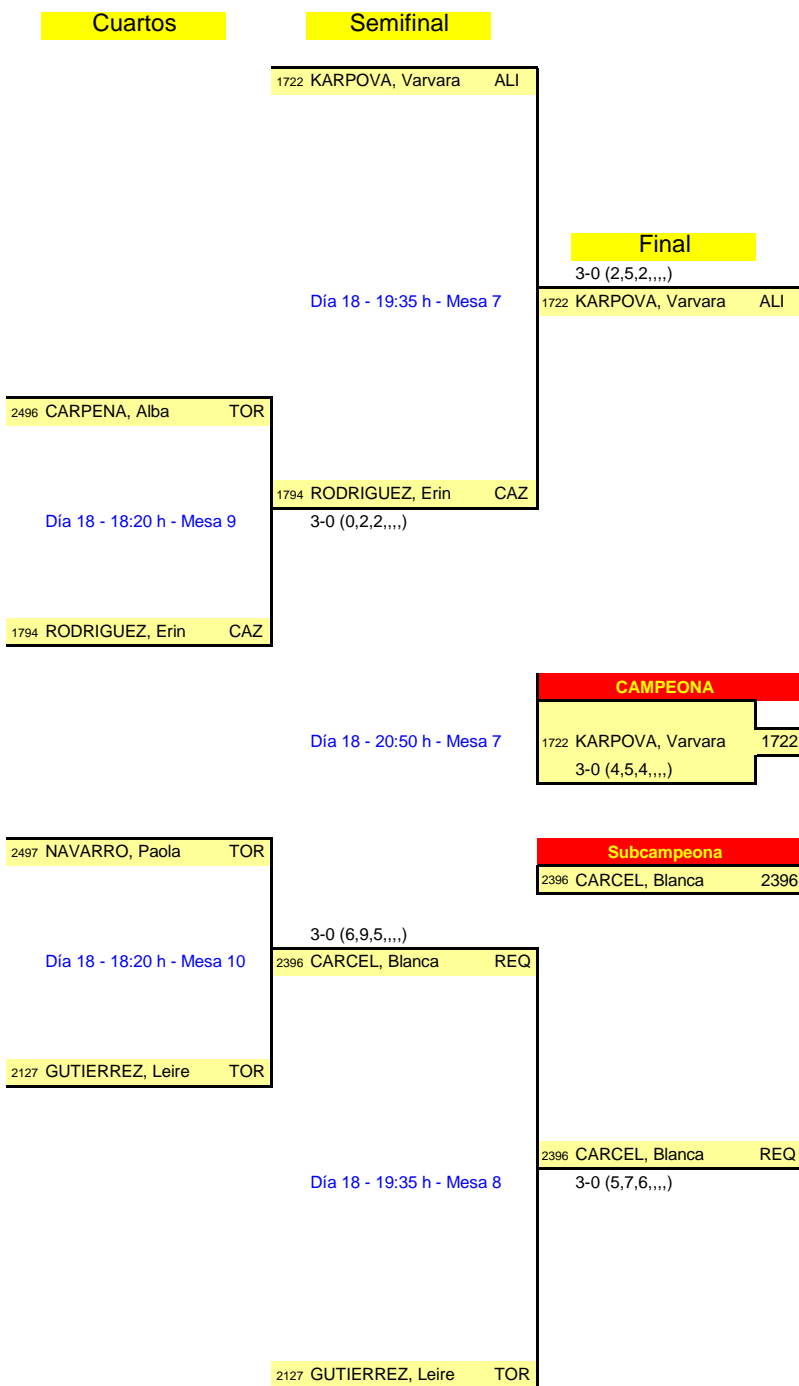 Cuartos Semifinal
1722 KARPOVA, Varvara ALI
Final
3-0 (2,5,2,,,,)
Día 18 - 19:35 h - Mesa 7 1722 KARPOVA, Varvara ALI
2496 CARPENA, Alba TOR
1794 RODRIGUEZ, Erin CAZ
Día 18 - 18:20 h - Mesa 9 3-0 (0,2,2,,,,)
1794 RODRIGUEZ, Erin CAZ
CAMPEONA
Día 18 - 20:50 h - Mesa 7 1722 KARPOVA, Varvara 1722
3-0 (4,5,4,,,,)
2497 NAVARRO, Paola TOR Subcampeona
2396 CARCEL, Blanca 2396
3-0 (6,9,5,,,,)
Día 18 - 18:20 h - Mesa 10 2396 CARCEL, Blanca REQ
2127 GUTIERREZ, Leire TOR
2396 CARCEL, Blanca REQ
Día 18 - 19:35 h - Mesa 8 3-0 (5,7,6,,,,)
2127 GUTIERREZ, Leire TOR